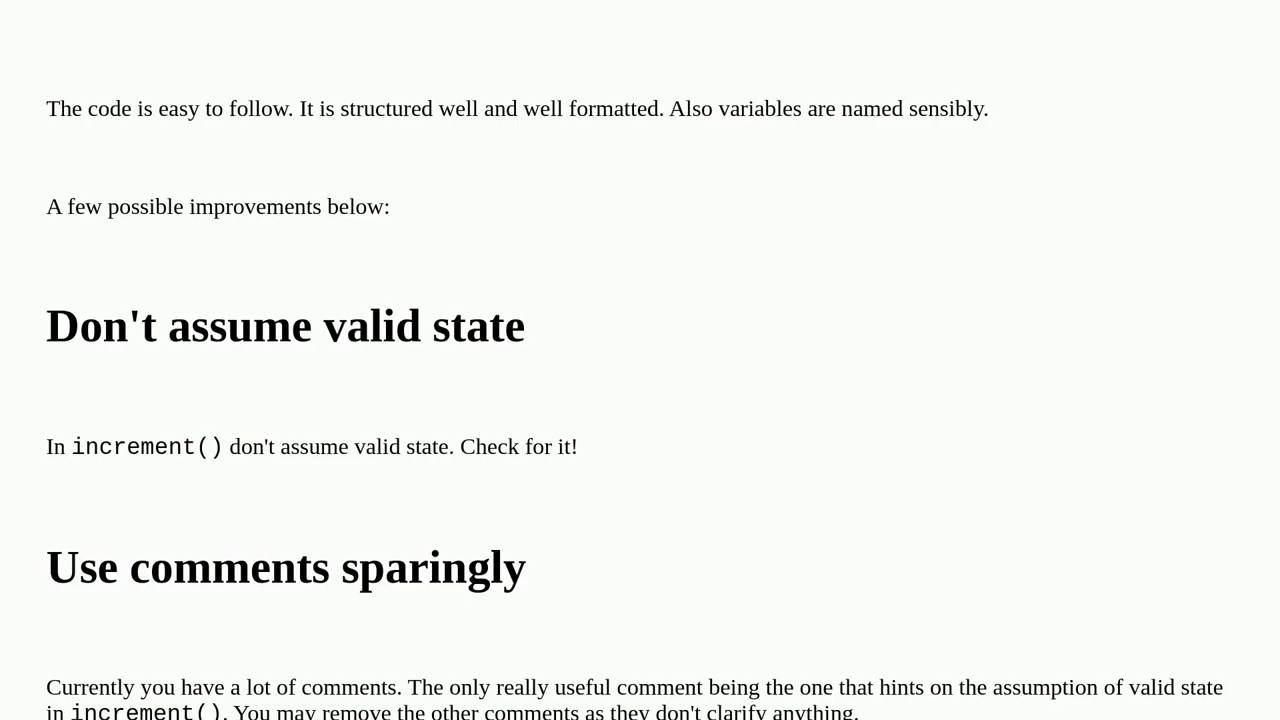 The code is easy to follow. It is structured well and well formatted. Also variables are named sensibly.
A few possible improvements below:
Don't assume valid state
In increment() don't assume valid state. Check for it!
Use comments sparingly
Currently you have a lot of comments. The only really useful comment being the one that hints on the assumption of valid state
in increment(). You may remove the other comments as they don't clarify anything.